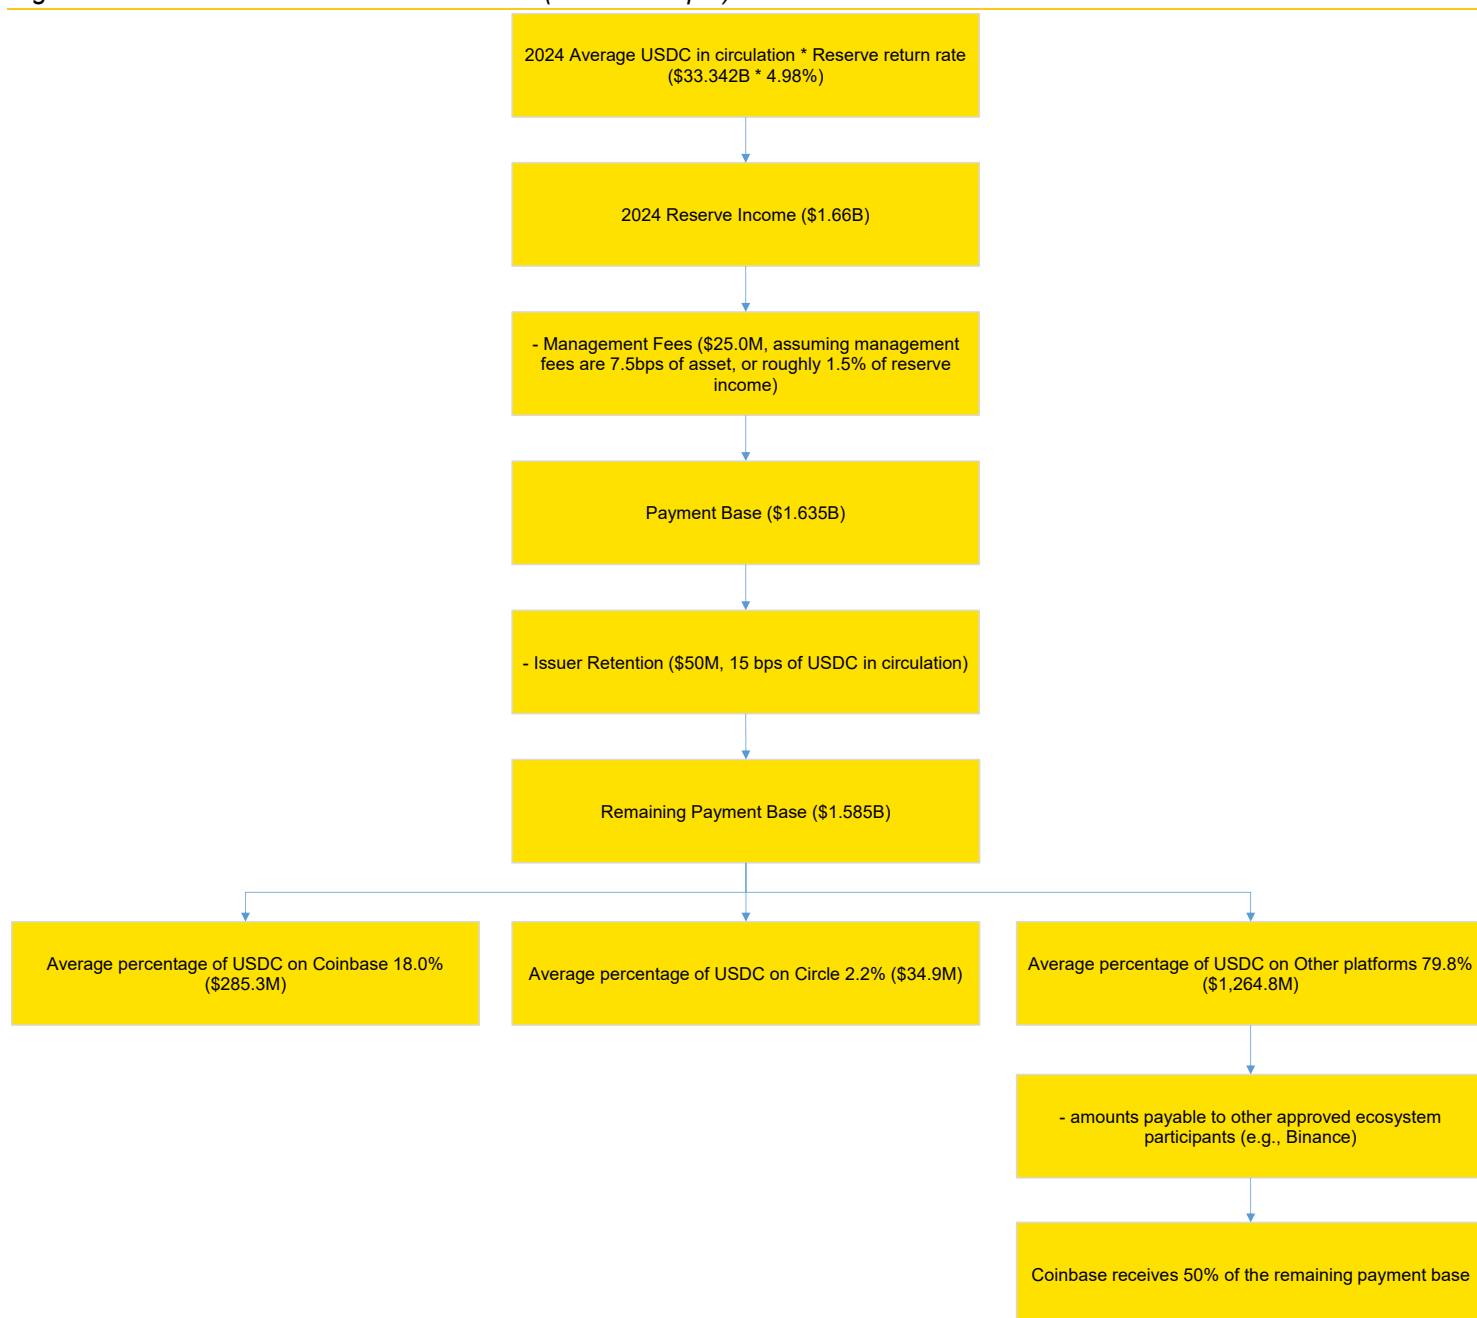 2024 Average USDC in circulation * Reserve return rate
($33.342B * 4.98%)
2024 Reserve Income ($1.66B)
- Management Fees ($25.0M, assuming management
fees are 7.5bps of asset, or roughly 1.5% of reserve
income)
Payment Base ($1.635B)
- Issuer Retention ($50M, 15 bps of USDC in circulation)
Remaining Payment Base ($1.585B)
Average percentage of USDC on Coinbase 18.0%
($285.3M)
Average percentage of USDC on Circle 2.2% ($34.9M)
Average percentage of USDC on Other platforms 79.8%
($1,264.8M)
- amounts payable to other approved ecosystem
participants (e.g., Binance)
Coinbase receives 50% of the remaining payment base